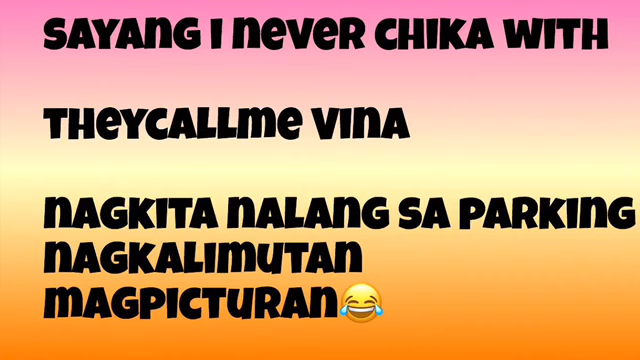 SAYANG I NEVER CHIKA WITH
THEYCALLME VINA
NAGKITA NALANG SA PARKING
NAGKALIMUTAN
MAGPICTURAN😂